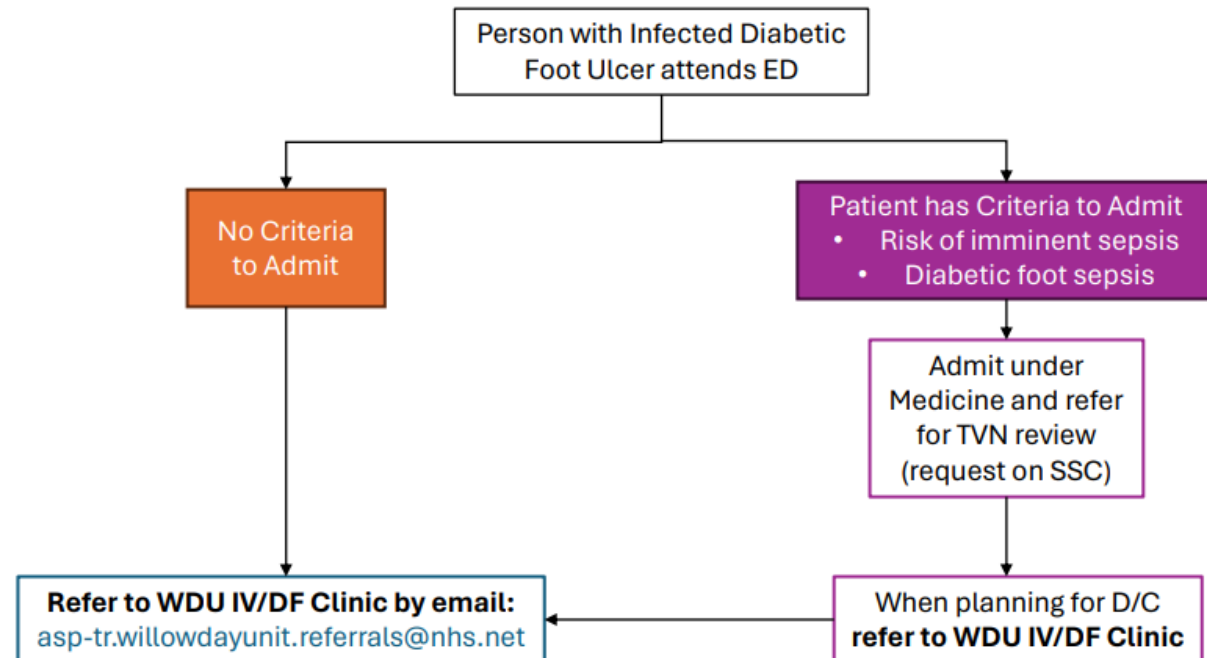 Person with Infected Diabetic
Foot Ulcer attends ED
No Criteria
to Admit
Patient has Criteria to Admit
• Risk of imminent sepsis
• Diabetic foot sepsis
Admit under
Medicine and refer
for TVN review
(request on SSC)
Refer to WDU IV/DF Clinic by email:
asp-tr.willowdayunit.referrals@nhs.net
When planning for D/C
refer to WDU IV/DF Clinic